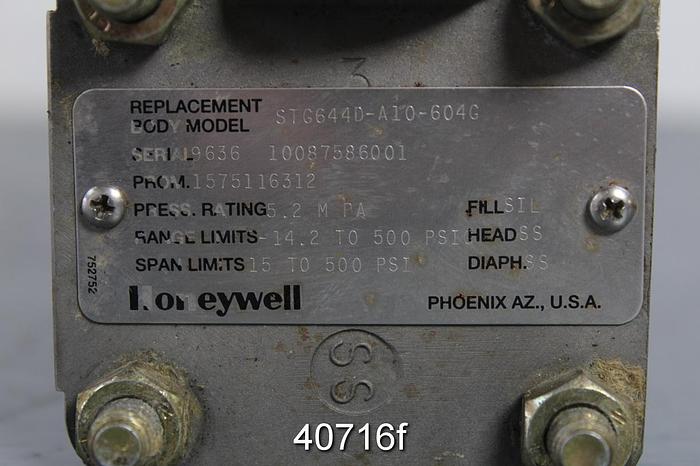 3
REPLACEMENT
BODY MODEL STG644D-A10-604G
SERIAL 9636 10087586001
PROM. 1575116312
PRESS. RATING 5.2 M PA FILL SIL
RANGE LIMITS -14.2 TO 500 PSIG HEAD SS
SPAN LIMITS 15 TO 500 PSI DIAPH. SS
752752
Honeywell PHOENIX AZ., U.S.A.
SS
40716f